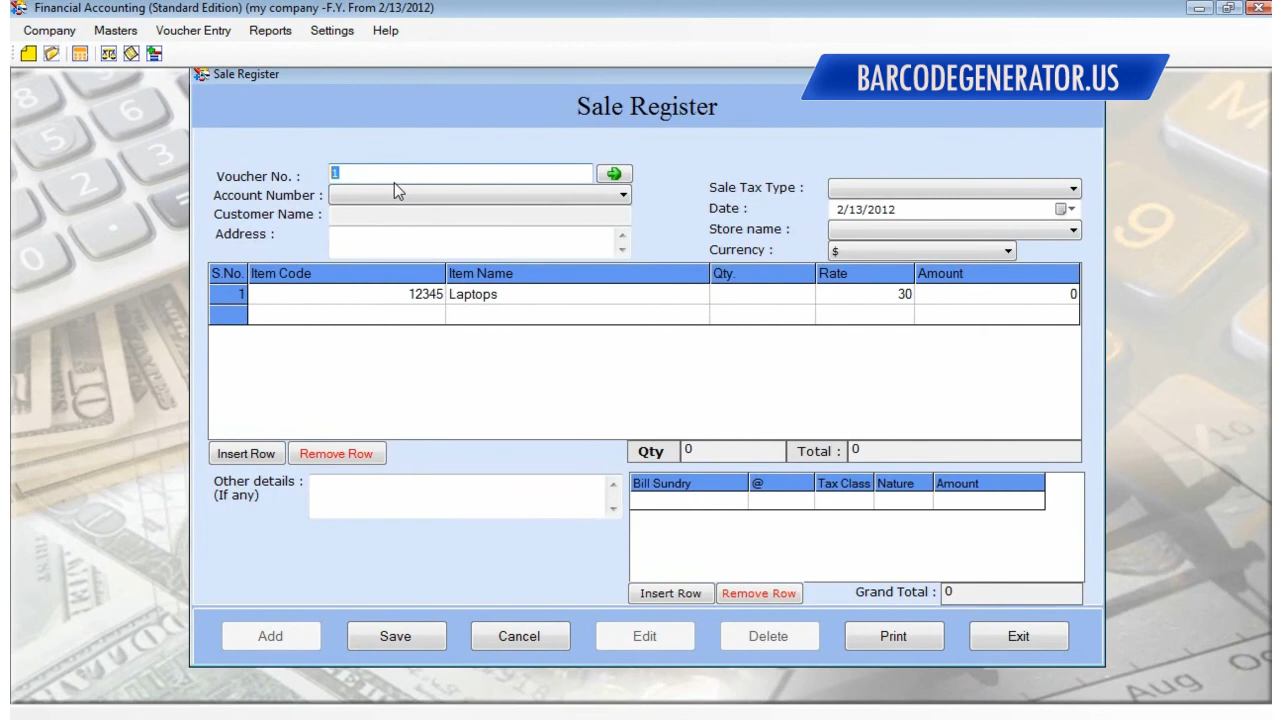 Financial Accounting (Standard Edition) (my company -F.Y. From 2/13/2012)
Company Masters Voucher Entry Reports Settings Help
BARCODEGENERATOR.US
Sale Register
Sale Register
Voucher No. : 1
Account Number :
Customer Name :
Address :
Sale Tax Type :
Date : 2/13/2012
Store name :
Currency : $
S.No. Item Code Item Name Qty. Rate Amount
1 12345 Laptops 30 0
Insert Row Remove Row Qty 0 Total : 0
Other details :
(If any)
Bill Sundry @ Tax Class Nature Amount
Insert Row Remove Row Grand Total : 0
Add Save Cancel Edit Delete Print Exit